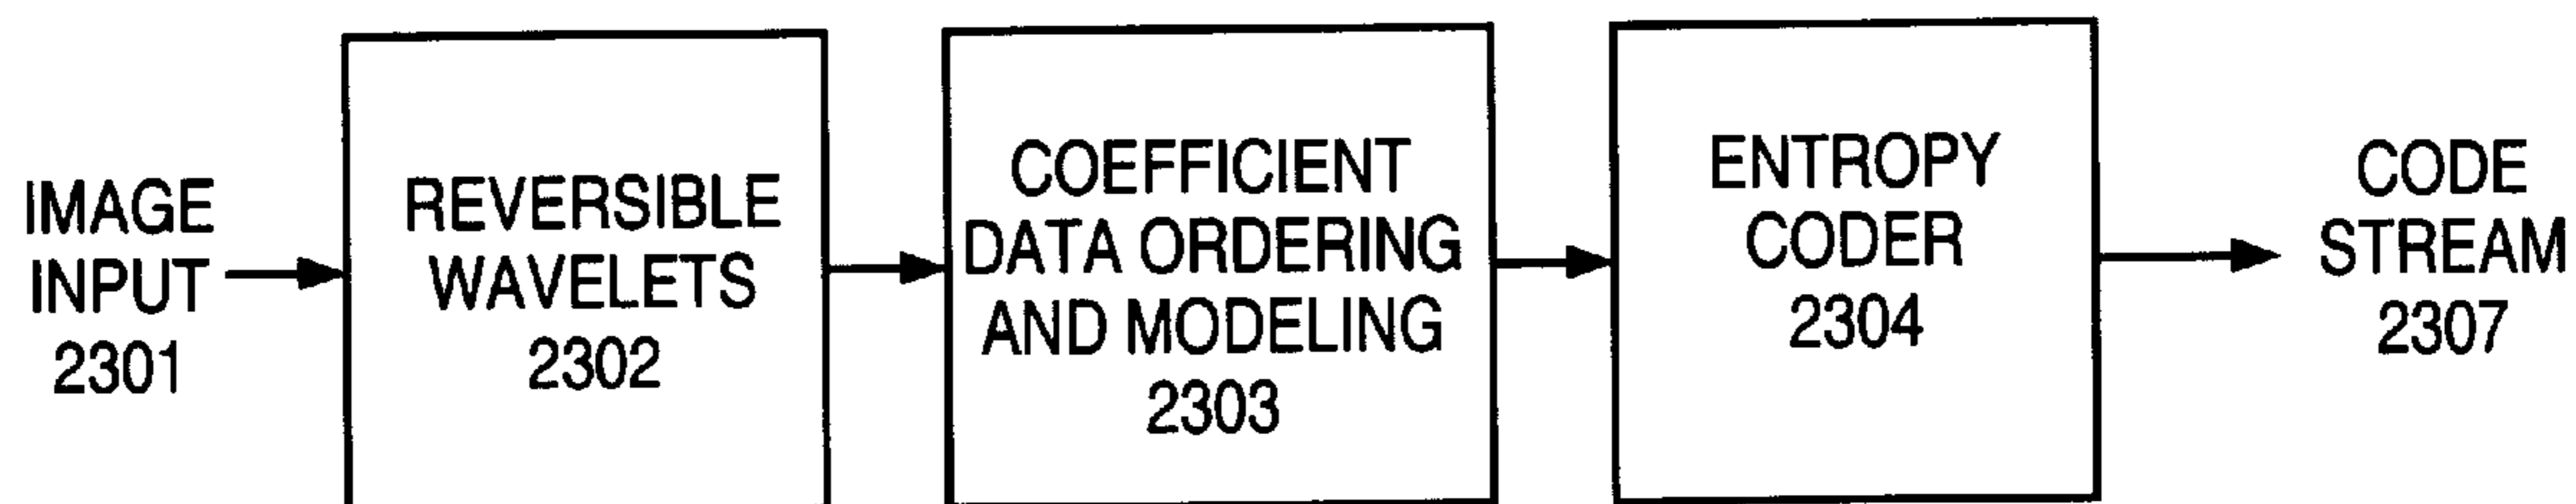 IMAGE
INPUT
2301
REVERSIBLE
WAVELETS
2302
COEFFICIENT
DATA ORDERING
AND MODELING
2303
ENTROPY
CODER
2304
CODE
STREAM
2307